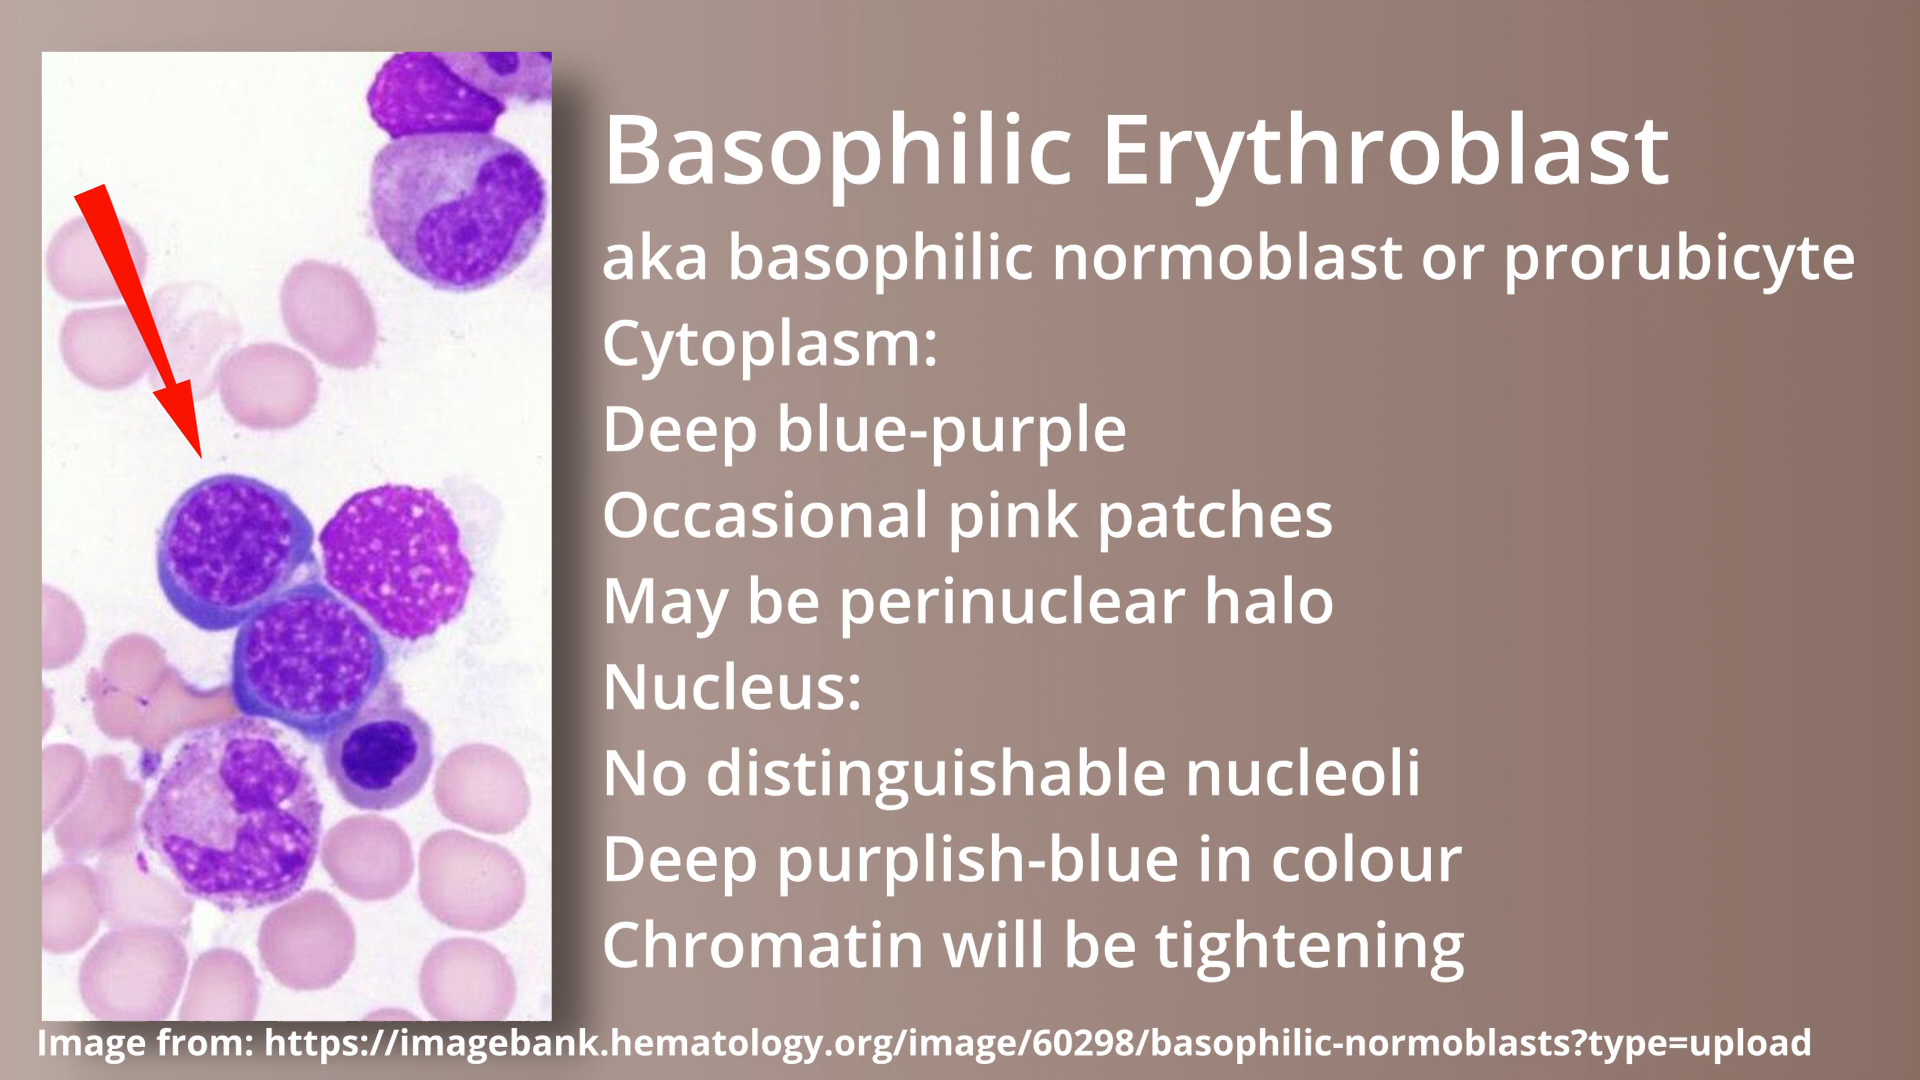 Basophilic Erythroblast
aka basophilic normoblast or prorubicyte
Cytoplasm:
Deep blue-purple
Occasional pink patches
May be perinuclear halo
Nucleus:
No distinguishable nucleoli
Deep purplish-blue in colour
Chromatin will be tightening
Image from: https://imagebank.hematology.org/image/60298/basophilic-normoblasts?type=upload